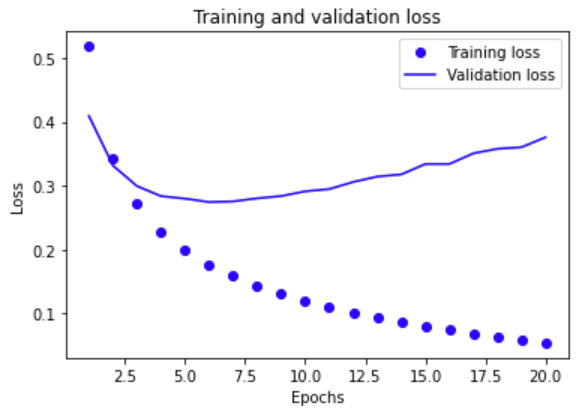 Training and validation loss
Training loss
Validation loss
0.5
0.4
0.3
0.2
0.1
Loss
2.5 5.0 7.5 10.0 12.5 15.0 17.5 20.0
Epochs